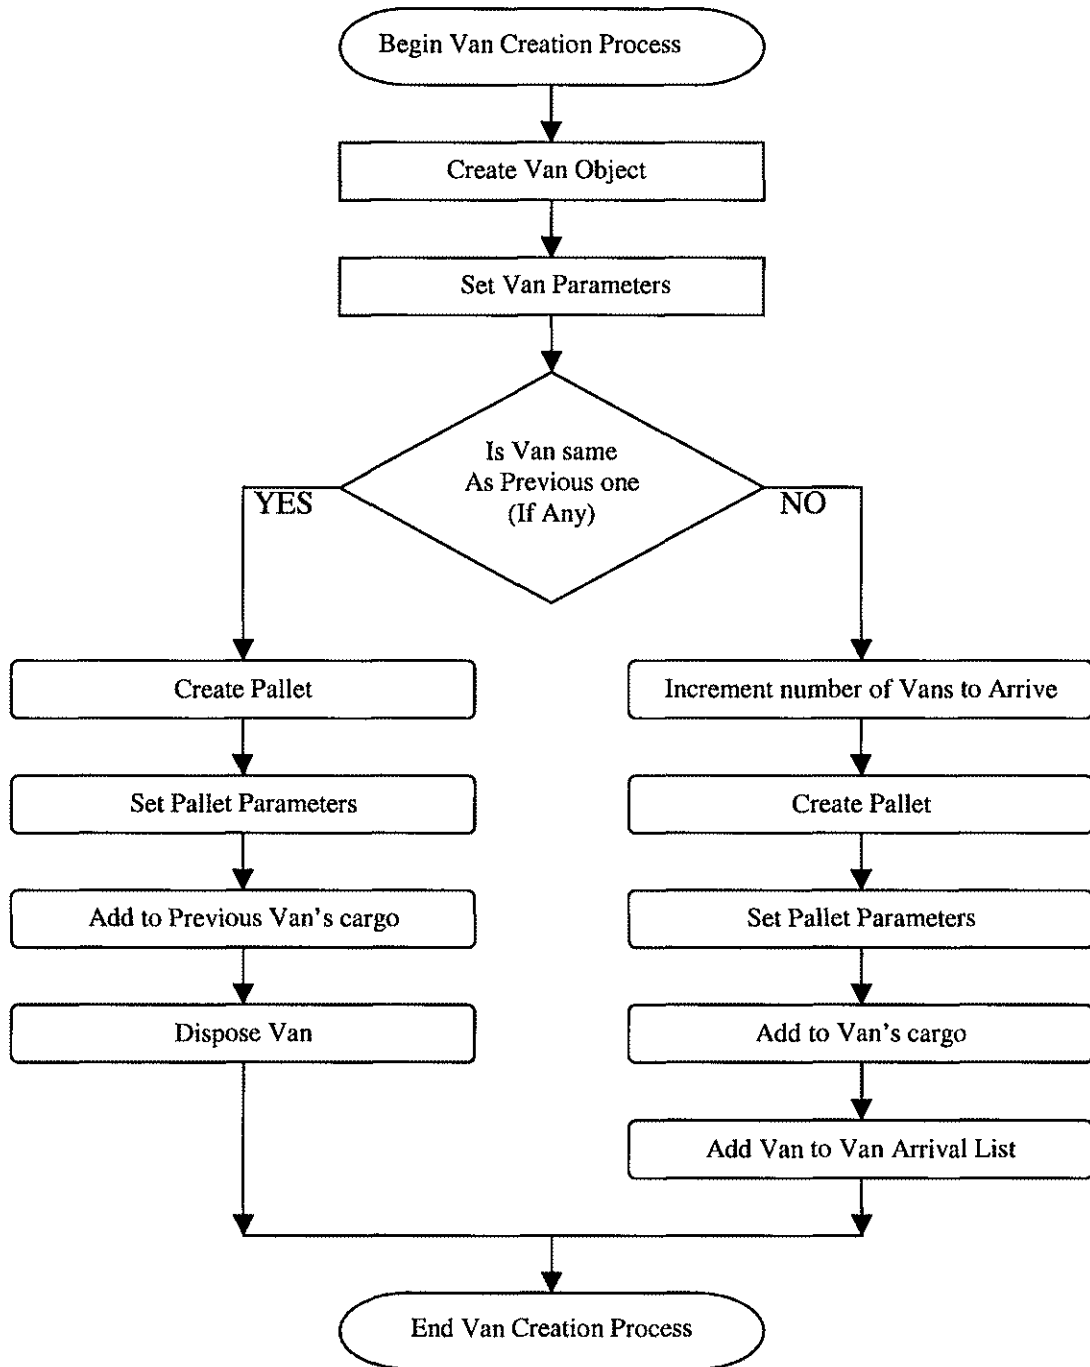 Begin Van Creation Process
Create Van Object
Set Van Parameters
Is Van same
As Previous one
(If Any)
YES
NO
Create Pallet
Set Pallet Parameters
Add to Previous Van's cargo
Dispose Van
Increment number of Vans to Arrive
Create Pallet
Set Pallet Parameters
Add to Van's cargo
Add Van to Van Arrival List
End Van Creation Process